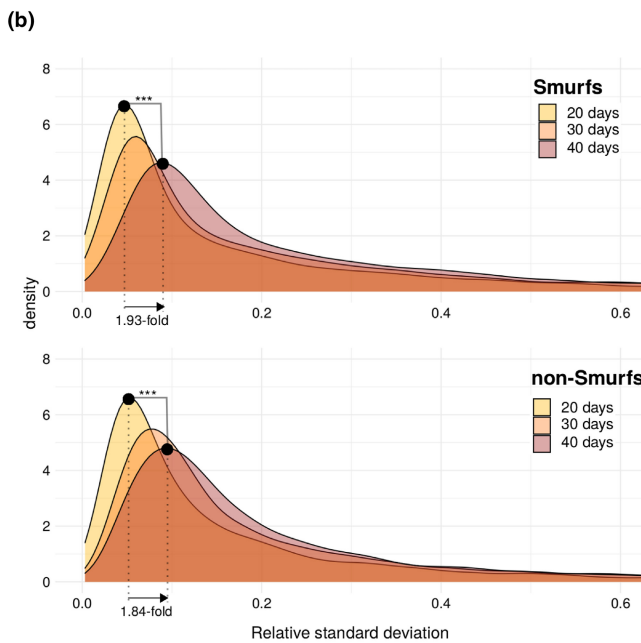 (b)
8
6
4
2
0
***
Smurfs
20 days
30 days
40 days
0.0
0.2
0.4
0.6
1.93-fold
density
8
6
4
2
0
***
non-Smurfs
20 days
30 days
40 days
0.0
0.2
0.4
0.6
1.84-fold
Relative standard deviation